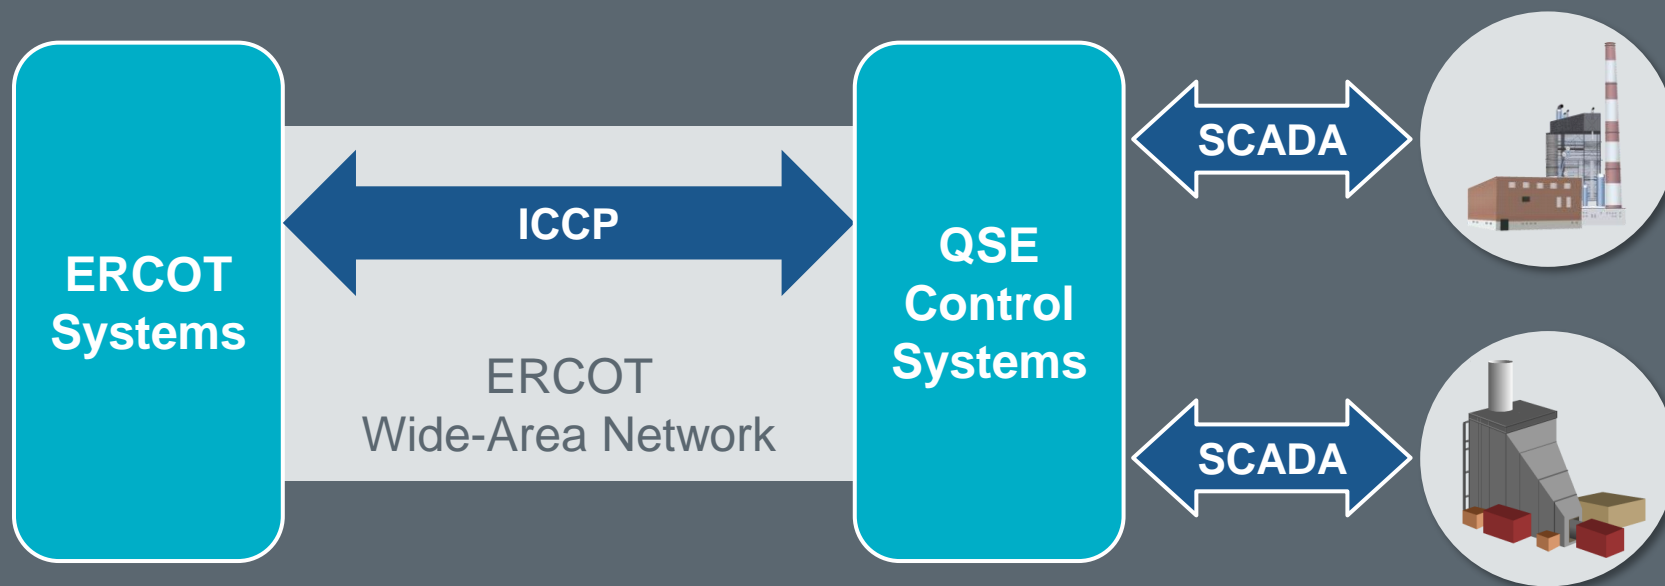 ERCOT
Systems
ICCP
ERCOT
Wide-Area Network
QSE
Control
Systems
SCADA
SCADA